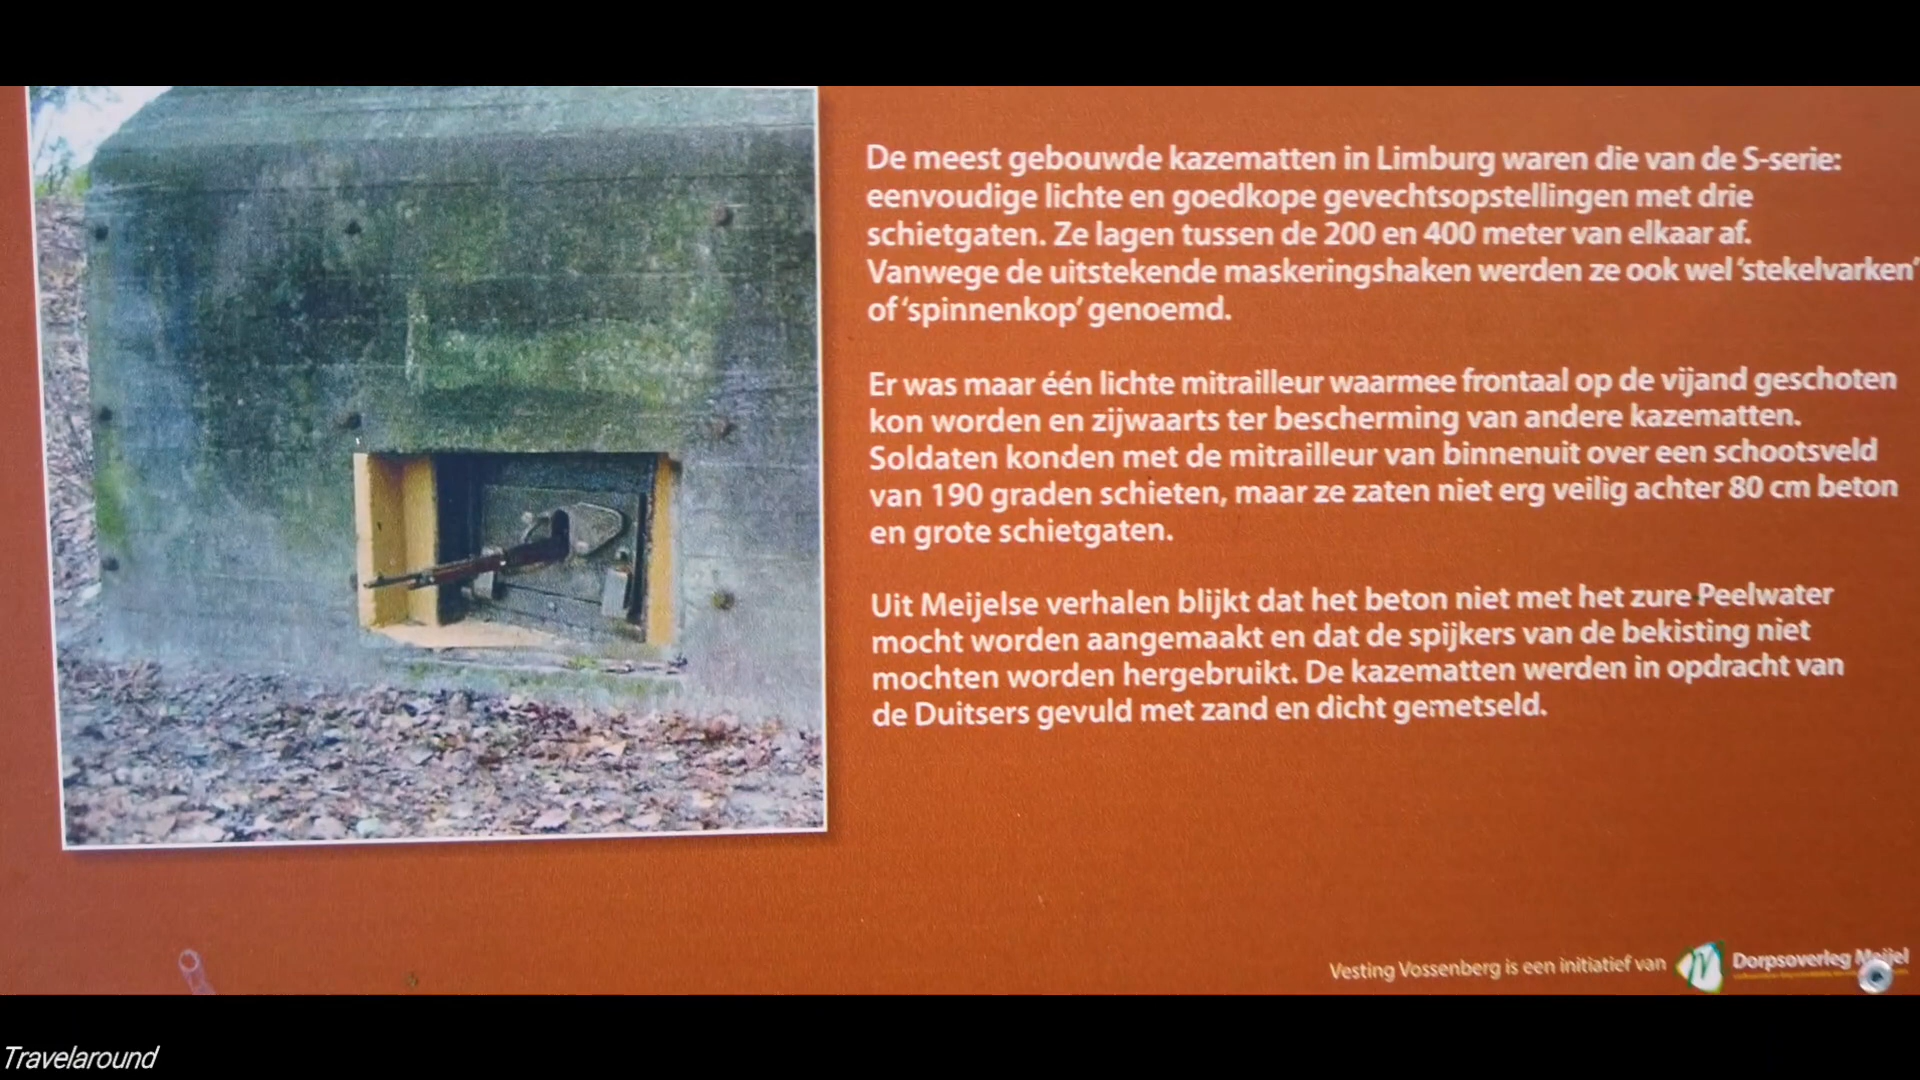 De meest gebouwde kazematten in Limburg waren die van de S-serie:
eenvoudige lichte en goedkope gevechtsopstellingen met drie
schietgaten. Ze lagen tussen de 200 en 400 meter van elkaar af.
Vanwege de uitstekende maskeringshaken werden ze ook wel ‘stekelvarken’
of ‘spinnenkop’ genoemd.
Er was maar één lichte mitrailleur waarmee frontaal op de vijand geschoten
kon worden en zijwaarts ter bescherming van andere kazematten.
Soldaten konden met de mitrailleur van binnenuit over een schootsveld
van 190 graden schieten, maar ze zaten niet erg veilig achter 80 cm beton
en grote schietgaten.
Uit Meijelse verhalen blijkt dat het beton niet met het zure Peelwater
mocht worden aangemaakt en dat de spijkers van de bekisting niet
mochten worden hergebruikt. De kazematten werden in opdracht van
de Duitsers gevuld met zand en dicht gemetseld.
Vesting Vossenberg is een initiatief van
Dorpsoverleg Meijel
Travelaround